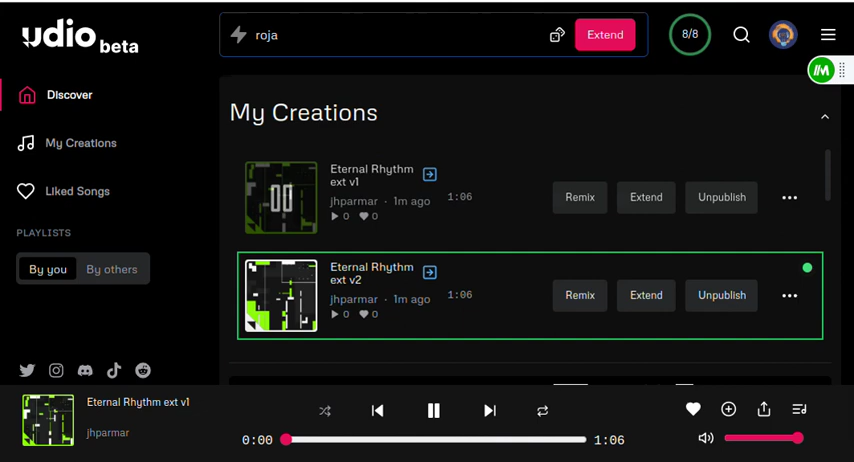 udio beta
roja
Extend
8/8
Discover
My Creations
Liked Songs
PLAYLISTS
By you
By others
My Creations
Eternal Rhythm
ext v1
jhparmar · 1m ago
0 0
1:06
Remix
Extend
Unpublish
Eternal Rhythm
ext v2
jhparmar · 1m ago
0 0
1:06
Remix
Extend
Unpublish
Eternal Rhythm ext v1
jhparmar
0:00
1:06